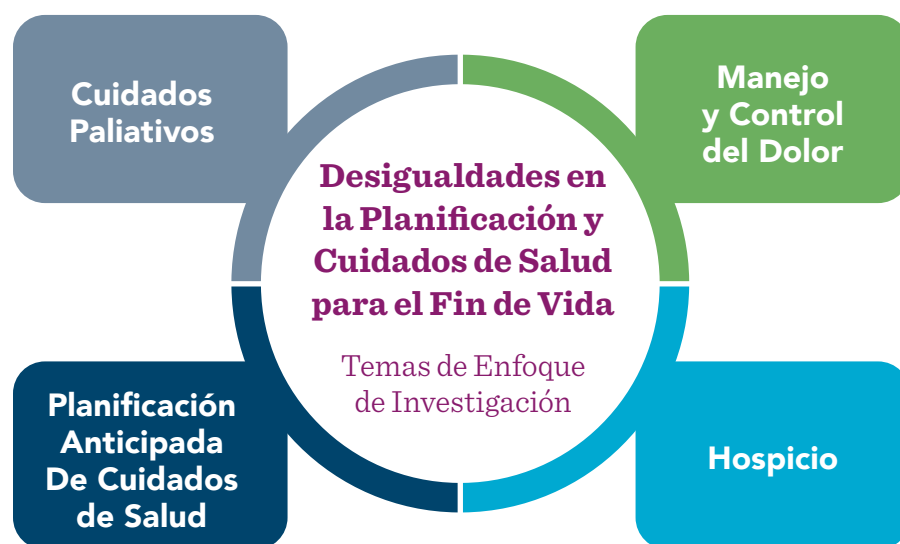 Cuidados
Paliativos
Manejo
y Control
del Dolor
Desigualdades en
la Planificación y
Cuidados de Salud
para el Fin de Vida
Temas de Enfoque
de Investigación
Planificación
Anticipada
De Cuidados
de Salud
Hospicio